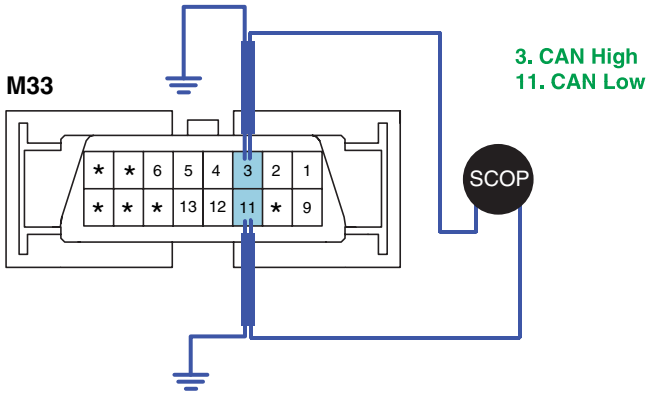 3. CAN High
11. CAN Low
M33
* * 6 5 4 3 2 1
* * * 13 12 11 * 9
SCOP